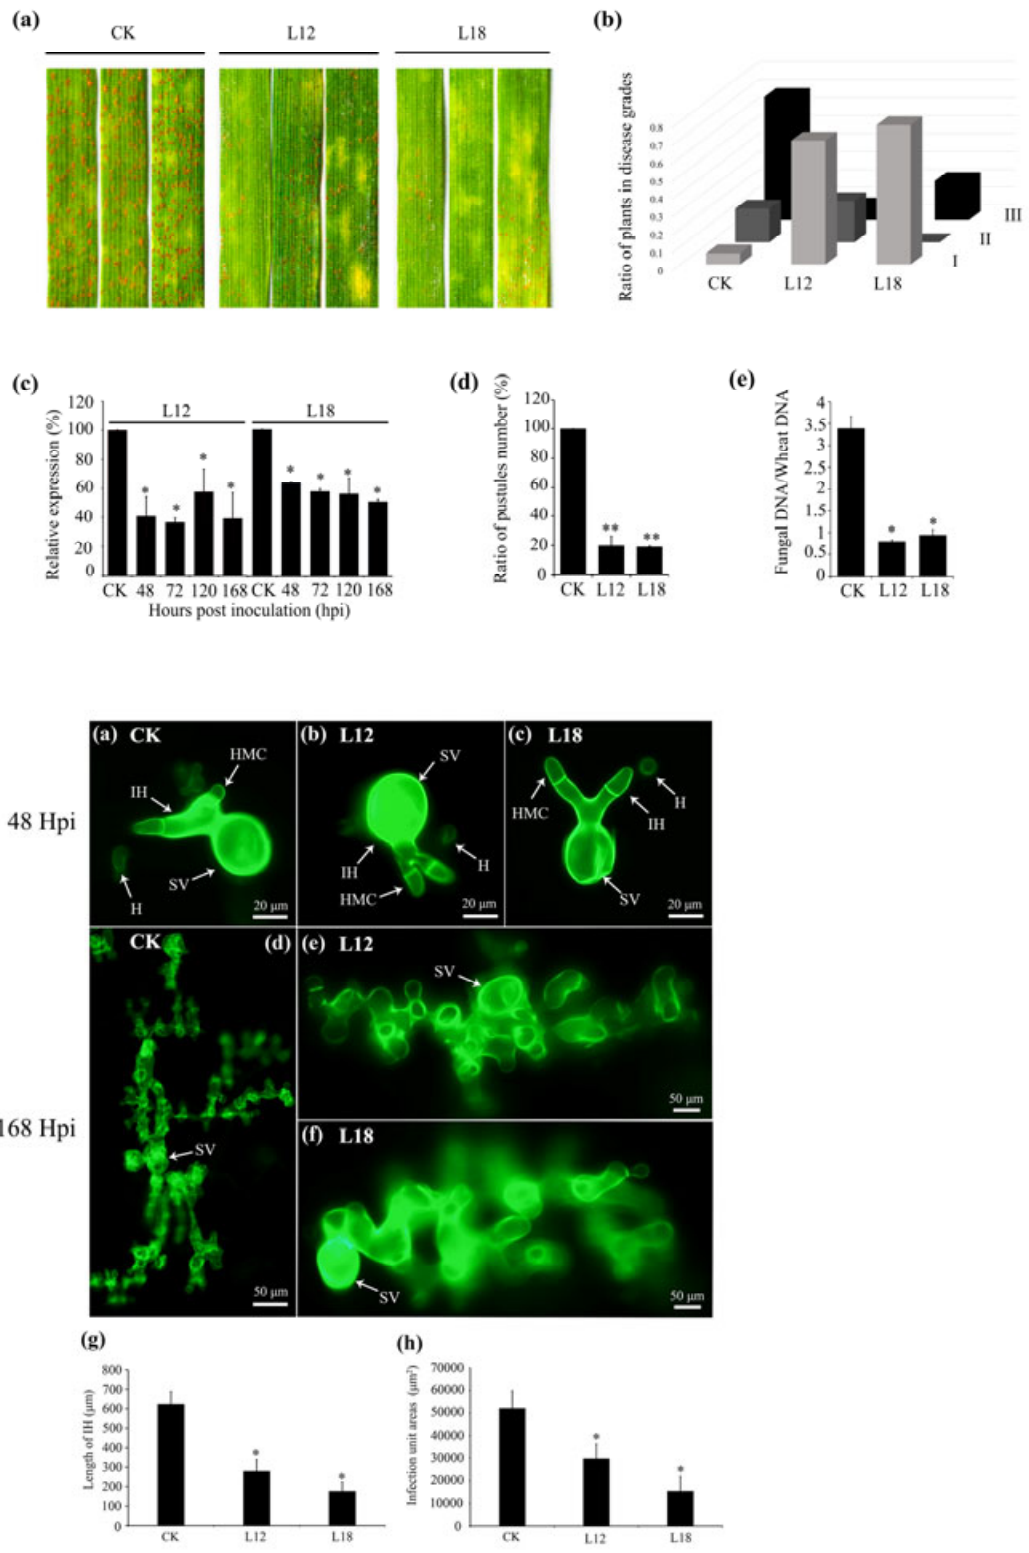 (a)
CK
L12
L18
(b)
Ratio of plants in disease grades
0.8
0.7
0.6
0.5
0.4
0.3
0.2
0.1
0
CK
L12
L18
I
II
III
(c)
Relative expression (%)
120
100
80
60
40
20
0
L12
L18
* * * * * * * *
CK 48 72 120 168 CK 48 72 120 168
Hours post inoculation (hpi)
(d)
Ratio of pustules number (%)
120
100
80
60
40
20
0
** **
CK L12 L18
(e)
Fungal DNA/Wheat DNA
4
3.5
3
2.5
2
1.5
1
0.5
0
* *
CK L12 L18
48 Hpi
(a) CK
HMC
IH
SV
H
20 μm
(b) L12
SV
IH
H
HMC
20 μm
(c) L18
HMC
H
IH
SV
20 μm
168 Hpi
CK (d)
SV
50 μm
(e) L12
SV
50 μm
(f) L18
SV
50 μm
(g)
Length of IH (μm)
800
700
600
500
400
300
200
100
0
* *
CK L12 L18
(h)
Infection unit areas (μm²)
70000
60000
50000
40000
30000
20000
10000
0
* *
CK L12 L18